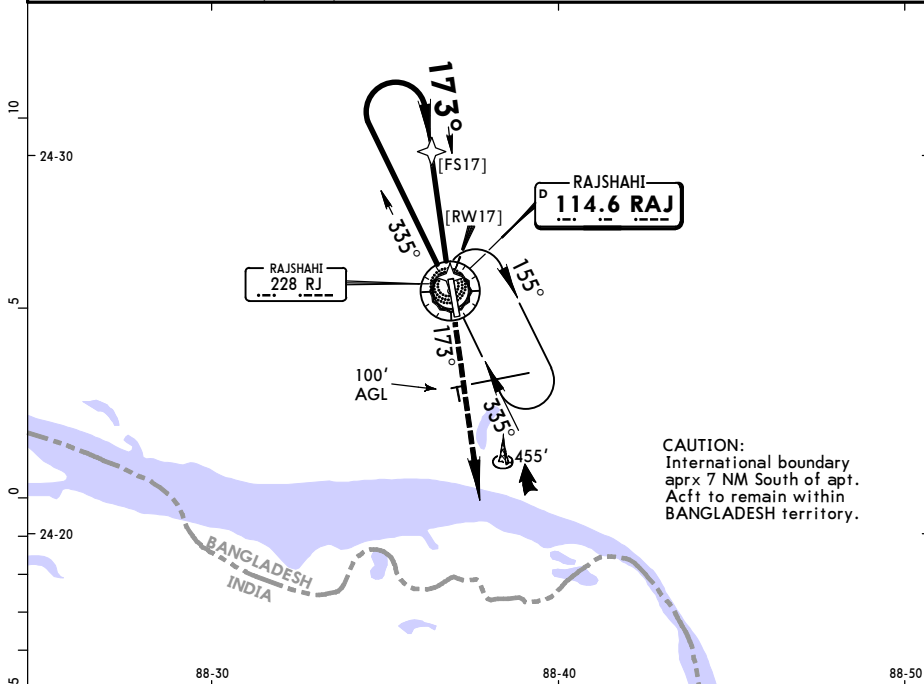 173°
10
24-30
[FS17]
RAJSHAHI
D 114.6 RAJ
[RW17]
335°
155°
RAJSHAHI
228 RJ
5
173°
100'
AGL
335°
455'
CAUTION:
International boundary
aprx 7 NM South of apt.
Acft to remain within
BANGLADESH territory.
0
24-20
BANGLADESH
INDIA
5
88-30
88-40
88-50